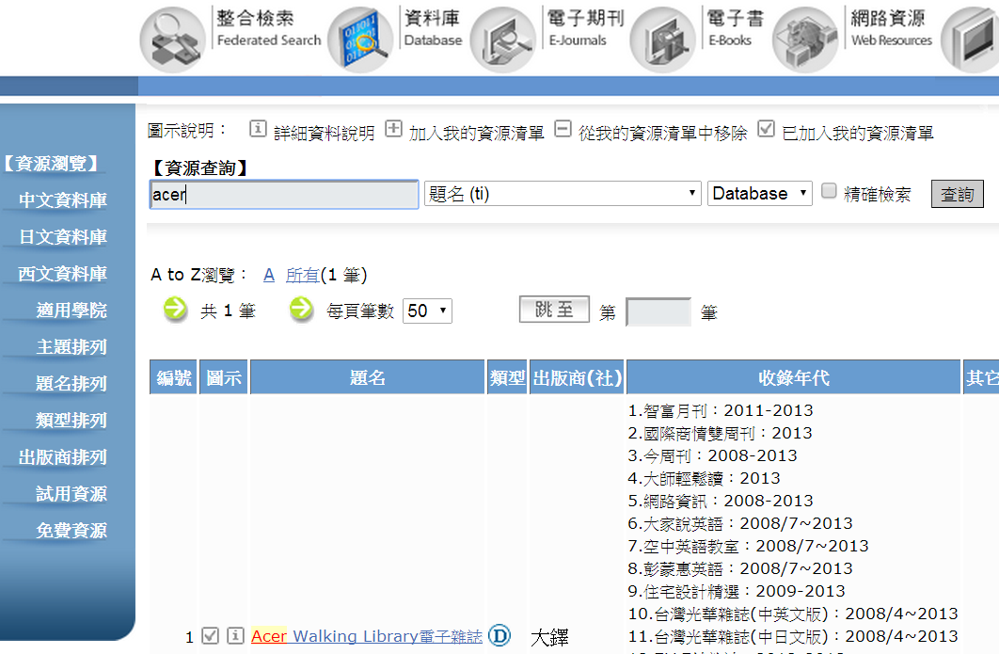 整合檢索 資料庫 電子期刊 電子書 網路資源
Federated Search Database E-Journals E-Books Web Resources
圖示說明： 詳細資料說明 加入我的資源清單 從我的資源清單中移除 已加入我的資源清單
【資源瀏覽】
中文資料庫
日文資料庫
西文資料庫
適用學院
主題排列
題名排列
類型排列
出版商排列
試用資源
免費資源
【資源查詢】
acer 題名 (ti) Database 精確檢索 查詢
A to Z瀏覽： A 所有(1 筆)
共 1 筆 每頁筆數 50 跳至 第 筆
編號 圖示 題名 類型 出版商(社) 收錄年代 其它
1.智富月刊：2011-2013
2.國際商情雙周刊：2013
3.今周刊：2008-2013
4.大師輕鬆讀：2013
5.網路資訊：2008-2013
6.大家說英語：2008/7~2013
7.空中英語教室：2008/7~2013
8.彭蒙惠英語：2008/7~2013
9.住宅設計精選：2009-2013
10.台灣光華雜誌(中英文版)：2008/4~2013
1 Acer Walking Library電子雜誌 D 大鐸 11.台灣光華雜誌(中日文版)：2008/4~2013